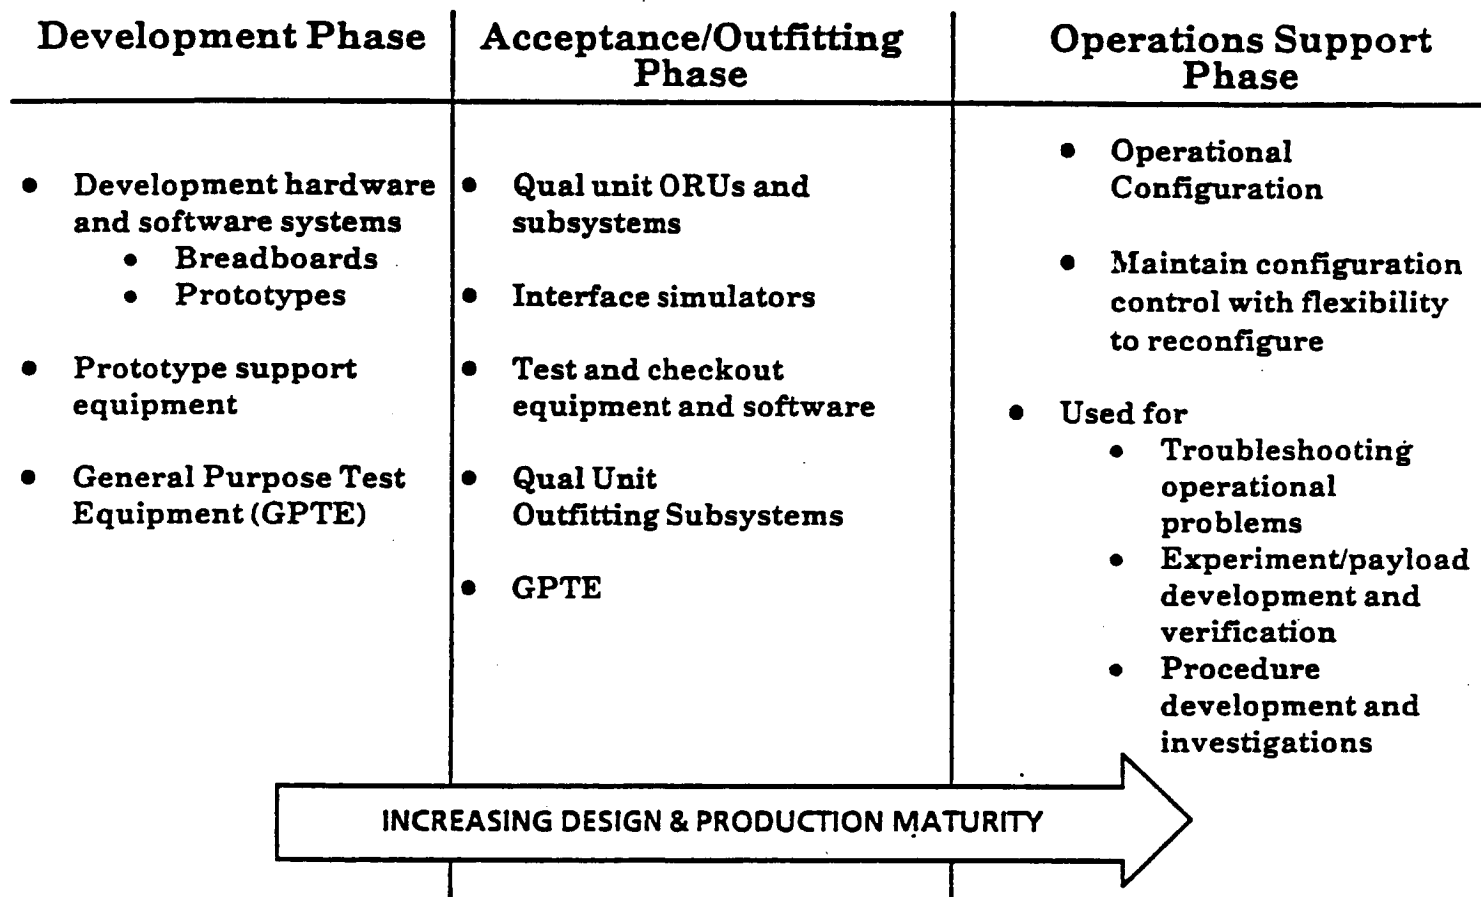 Development Phase
Acceptance/Outfitting
Phase
Operations Support
Phase
• Development hardware
and software systems
• Breadboards
• Prototypes
• Prototype support
equipment
• General Purpose Test
Equipment (GPTE)
• Qual unit ORUs and
subsystems
• Interface simulators
• Test and checkout
equipment and software
• Qual Unit
Outfitting Subsystems
• GPTE
• Operational
Configuration
• Maintain configuration
control with flexibility
to reconfigure
• Used for
• Troubleshooting
operational
problems
• Experiment/payload
development and
verification
• Procedure
development and
investigations
INCREASING DESIGN & PRODUCTION MATURITY